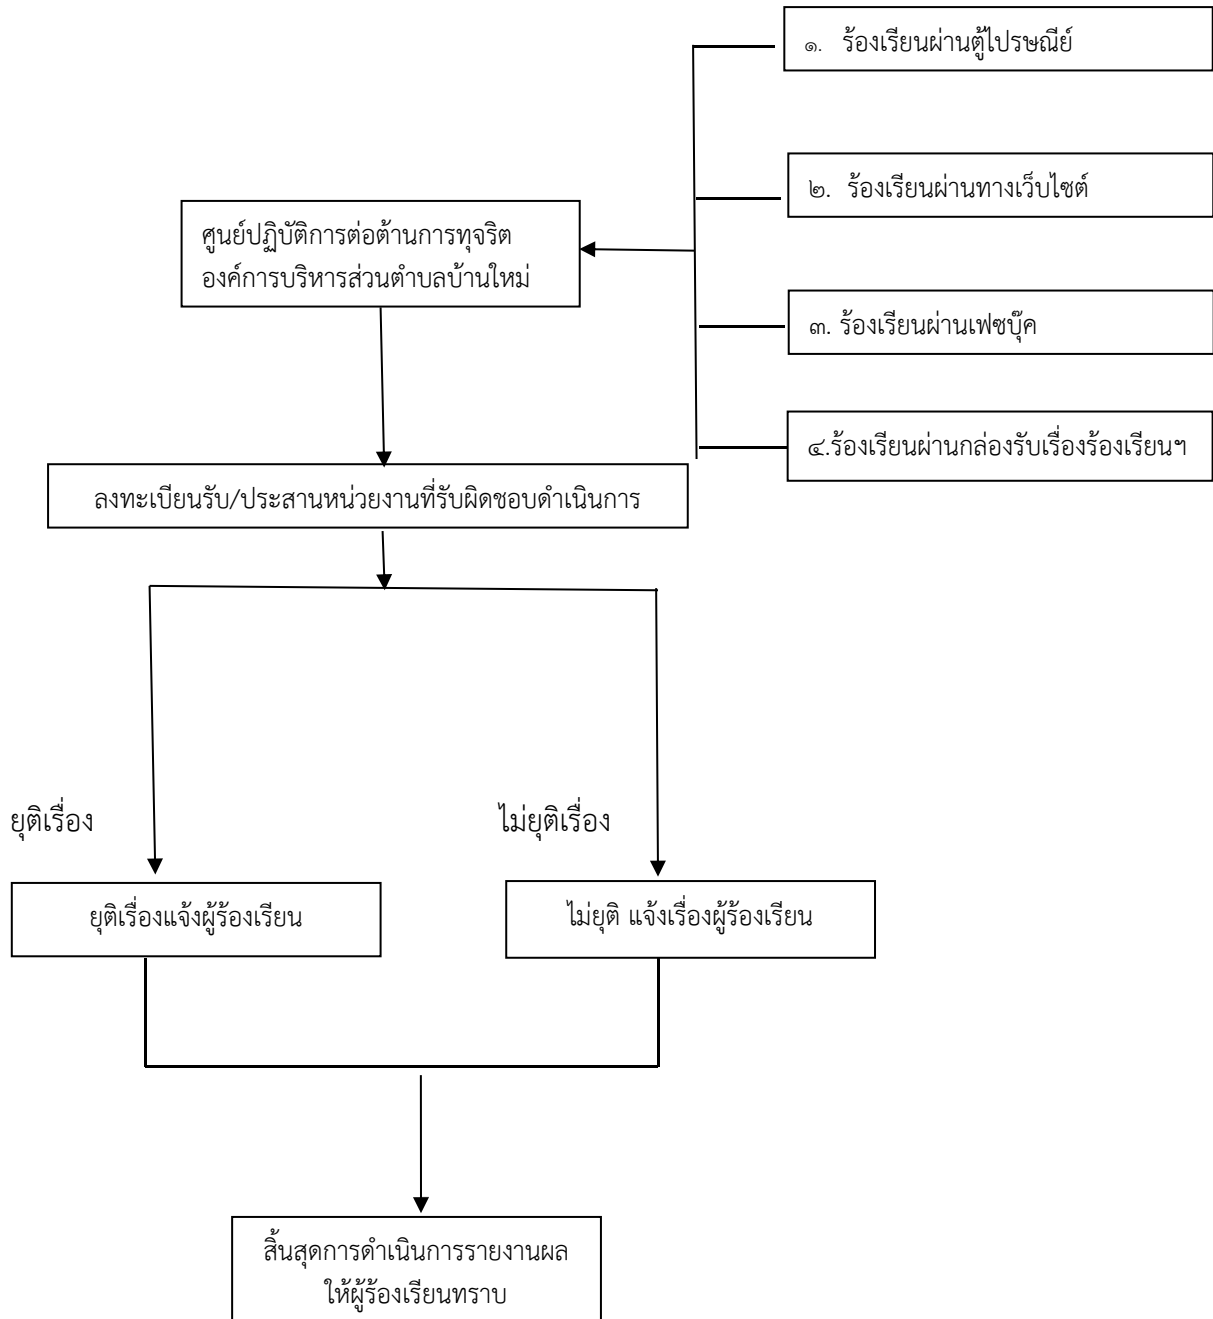 ๑. ร้องเรียนผ่านตู้ไปรษณีย์
๒. ร้องเรียนผ่านทางเว็บไซต์
ศูนย์ปฏิบัติการต่อต้านการทุจริต
องค์การบริหารส่วนตำบลบ้านใหม่
๓. ร้องเรียนผ่านเฟซบุ๊ค
๔.ร้องเรียนผ่านกล่องรับเรื่องร้องเรียนฯ
ลงทะเบียนรับ/ประสานหน่วยงานที่รับผิดชอบดำเนินการ
ยุติเรื่อง
ไม่ยุติเรื่อง
ยุติเรื่องแจ้งผู้ร้องเรียน
ไม่ยุติ แจ้งเรื่องผู้ร้องเรียน
สิ้นสุดการดำเนินการรายงานผล
ให้ผู้ร้องเรียนทราบ